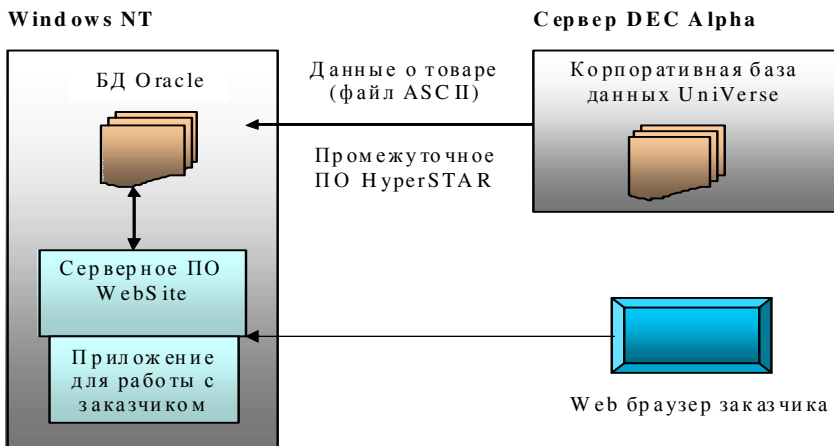 Windows NT
Сервер DEC Alpha
БД Oracle
Данные о товаре
(файл ASCII)
Промежуточное
ПО HyperSTAR
Корпоративная база
данных UniVerse
Серверное ПО
WebSite
Приложение
для работы с
заказчиком
Web браузер заказчика